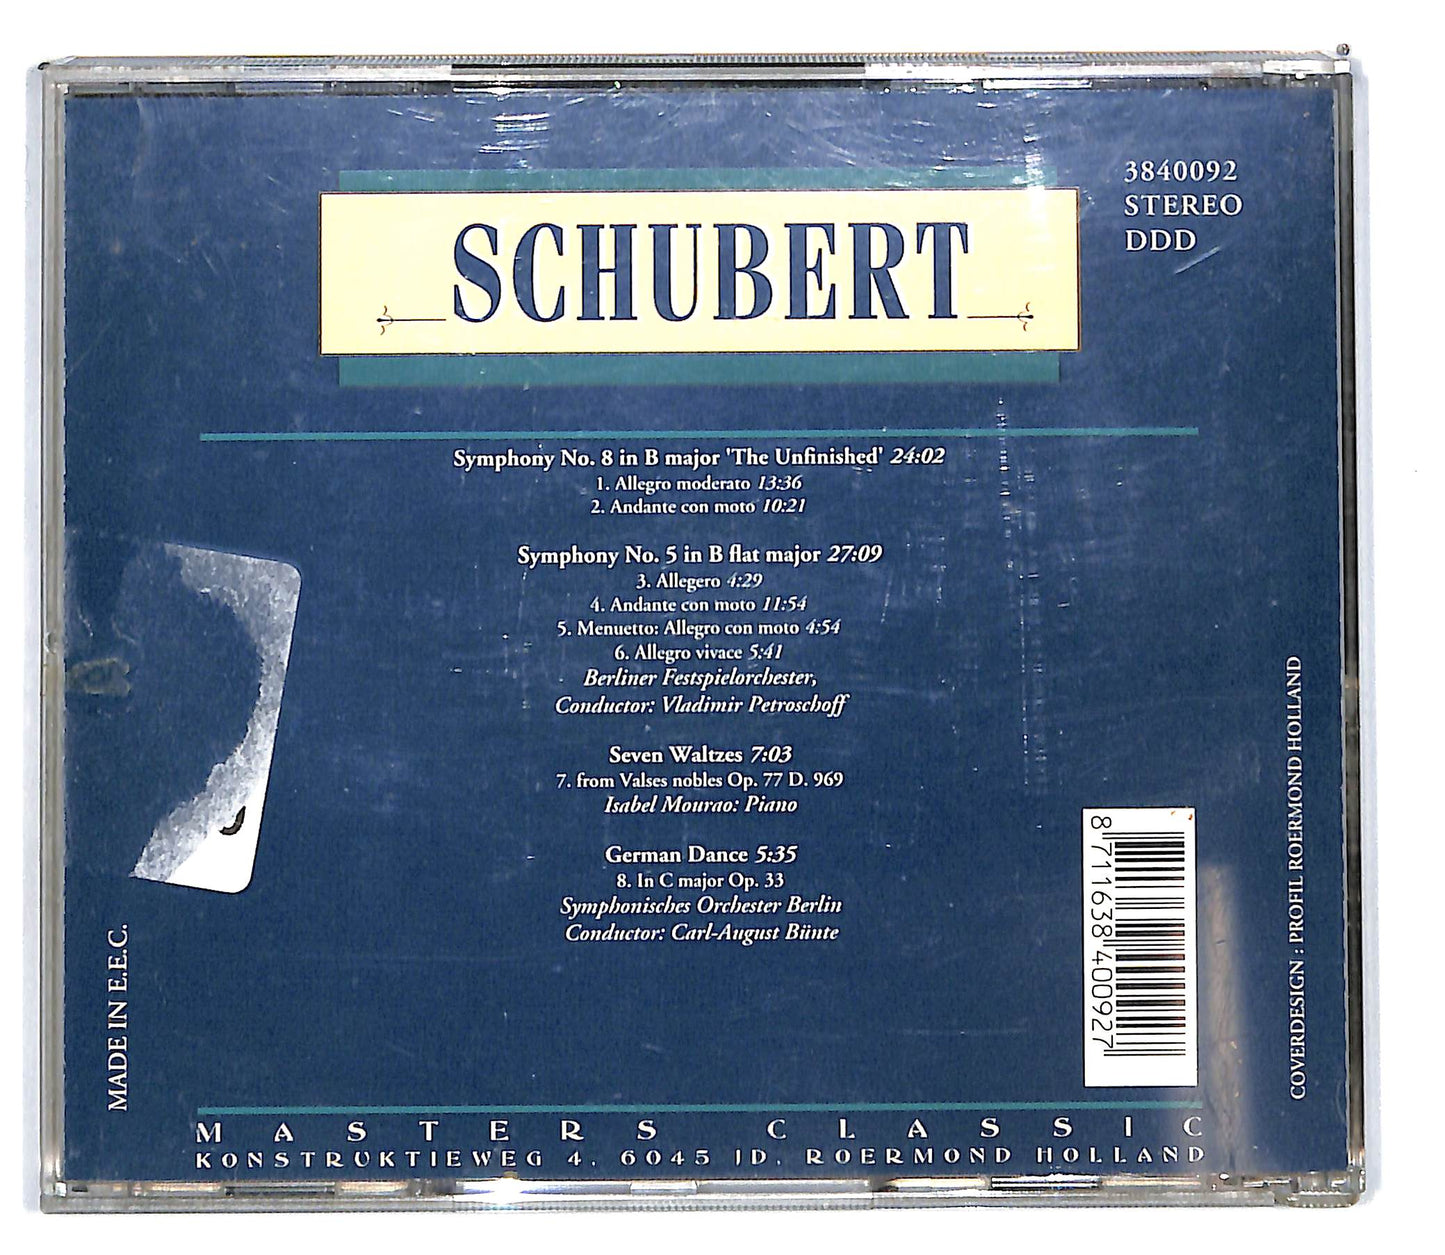 3840092
STEREO
DDD
SCHUBERT
Symphony No. 8 in B major 'The Unfinished' 24:02
1. Allegro moderato 13:36
2. Andante con moto 10:21
Symphony No. 5 in B flat major 27:09
3. Allegero 4:29
4. Andante con moto 11:54
5. Menuetto: Allegro con moto 4:54
6. Allegro vivace 5:41
Berliner Festspielorchester,
Conductor: Vladimir Petroschoff
Seven Waltzes 7:03
7. from Valses nobles Op. 77 D. 969
Isabel Mourao: Piano
German Dance 5:35
8. In C major Op. 33
Symphonisches Orchester Berlin
Conductor: Carl-August Bünte
MADE IN E.E.C.
8 711638 400927
COVERDESIGN : PROFIL ROERMOND HOLLAND
MASTERS CLASSIC
KONSTRUKTIEWEG 4, 6045 JD, ROERMOND HOLLAND